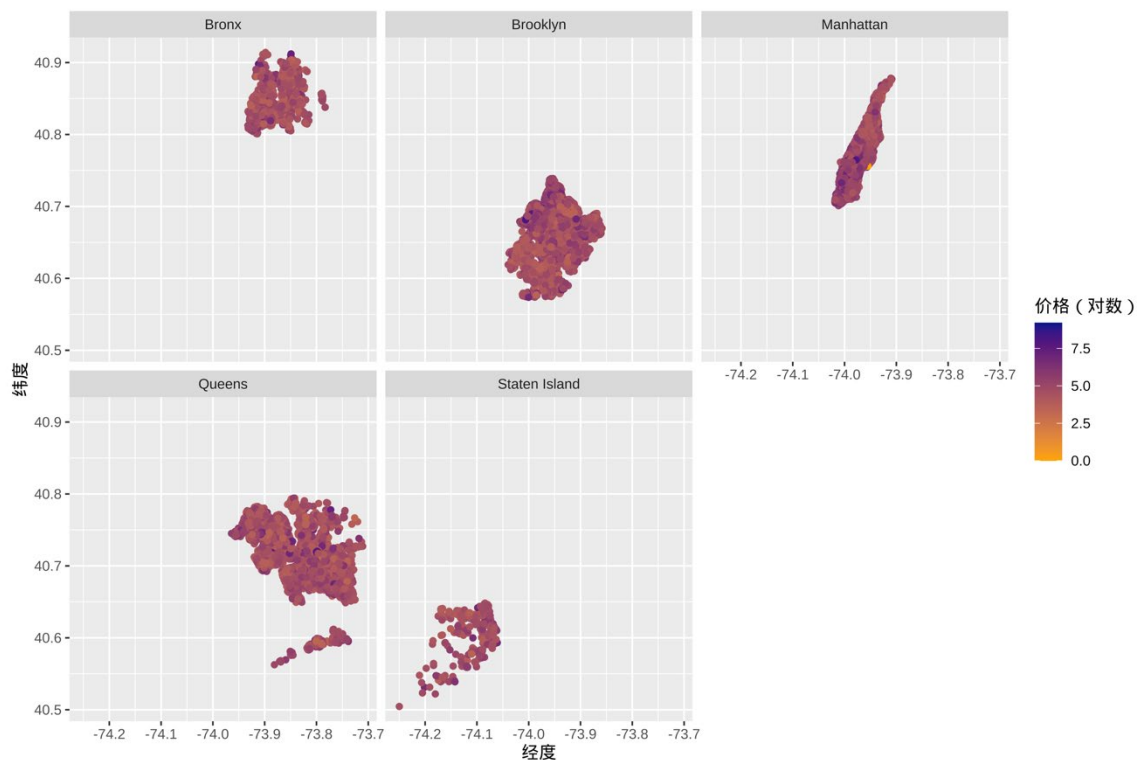 Bronx
Brooklyn
Manhattan
40.9
40.8
40.7
40.6
40.5
-74.2 -74.1 -74.0 -73.9 -73.8 -73.7
Queens
Staten Island
40.9
40.8
40.7
40.6
40.5
-74.2 -74.1 -74.0 -73.9 -73.8 -73.7
-74.2 -74.1 -74.0 -73.9 -73.8 -73.7
纬度
经度
价格（对数）
7.5
5.0
2.5
0.0